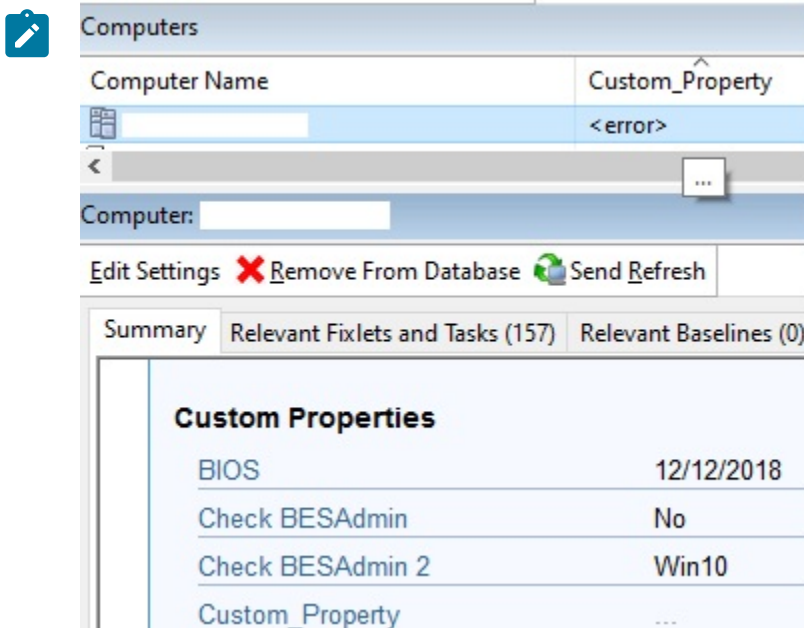 Computers
Computer Name Custom_Property
<error>
...
Computer:
Edit Settings Remove From Database Send Refresh
Summary Relevant Fixlets and Tasks (157) Relevant Baselines (0)
Custom Properties
BIOS 12/12/2018
Check BESAdmin No
Check BESAdmin 2 Win10
Custom_Property ...